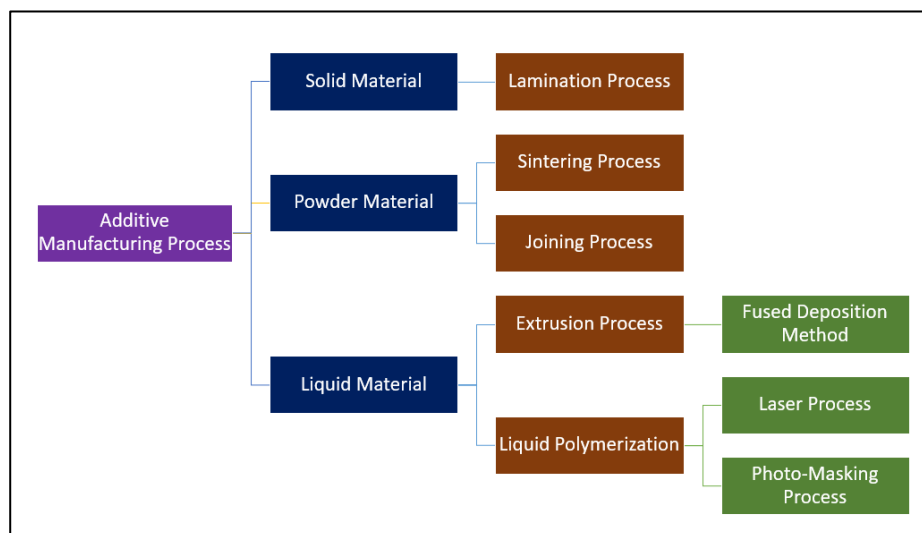 Solid Material
Lamination Process
Sintering Process
Powder Material
Additive
Manufacturing Process
Joining Process
Extrusion Process
Fused Deposition
Method
Liquid Material
Laser Process
Liquid Polymerization
Photo-Masking
Process